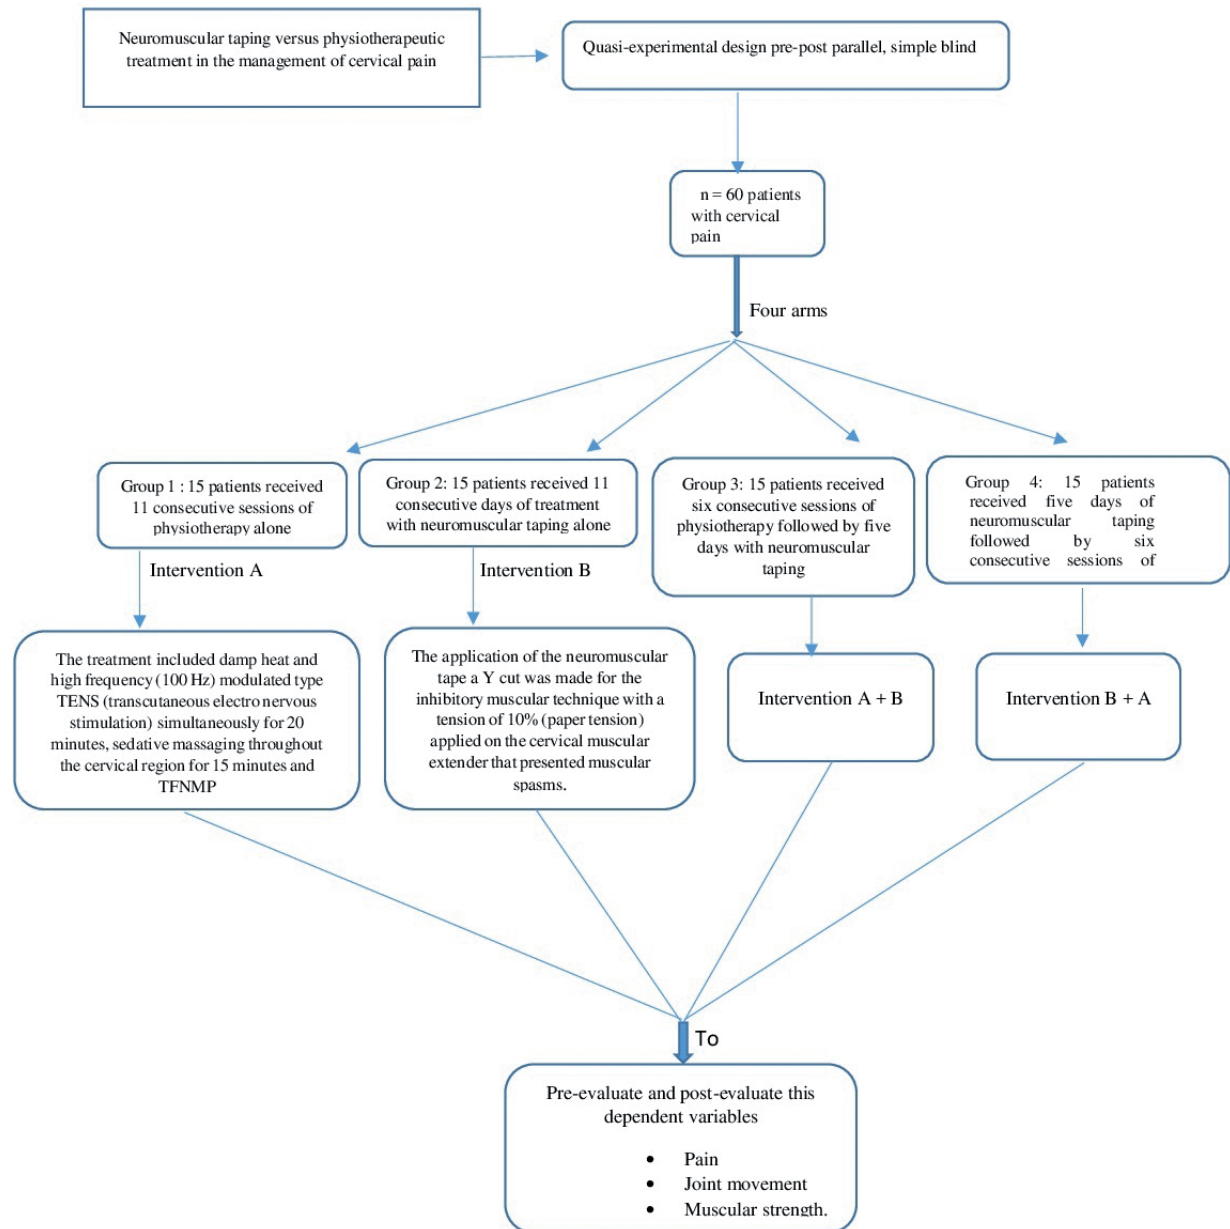 Neuromuscular taping versus physiotherapeutic
treatment in the management of cervical pain
Quasi-experimental design pre-post parallel, simple blind
n = 60 patients
with cervical
pain
Four arms
Group 1 : 15 patients received
11 consecutive sessions of
physiotherapy alone
Group 2: 15 patients received 11
consecutive days of treatment
with neuromuscular taping alone
Group 3: 15 patients received
six consecutive sessions of
physiotherapy followed by five
days with neuromuscular
taping
Group 4: 15 patients
received five days of
neuromuscular taping
followed by six
consecutive sessions of
Intervention A
Intervention B
The treatment included damp heat and
high frequency (100 Hz) modulated type
TENS (transcutaneous electro nervous
stimulation) simultaneously for 20
minutes, sedative massaging throughout
the cervical region for 15 minutes and
TFNMP
The application of the neuromuscular
tape a Y cut was made for the
inhibitory muscular technique with a
tension of 10% (paper tension)
applied on the cervical muscular
extender that presented muscular
spasms.
Intervention A + B
Intervention B + A
To
Pre-evaluate and post-evaluate this
dependent variables
• Pain
• Joint movement
• Muscular strength.